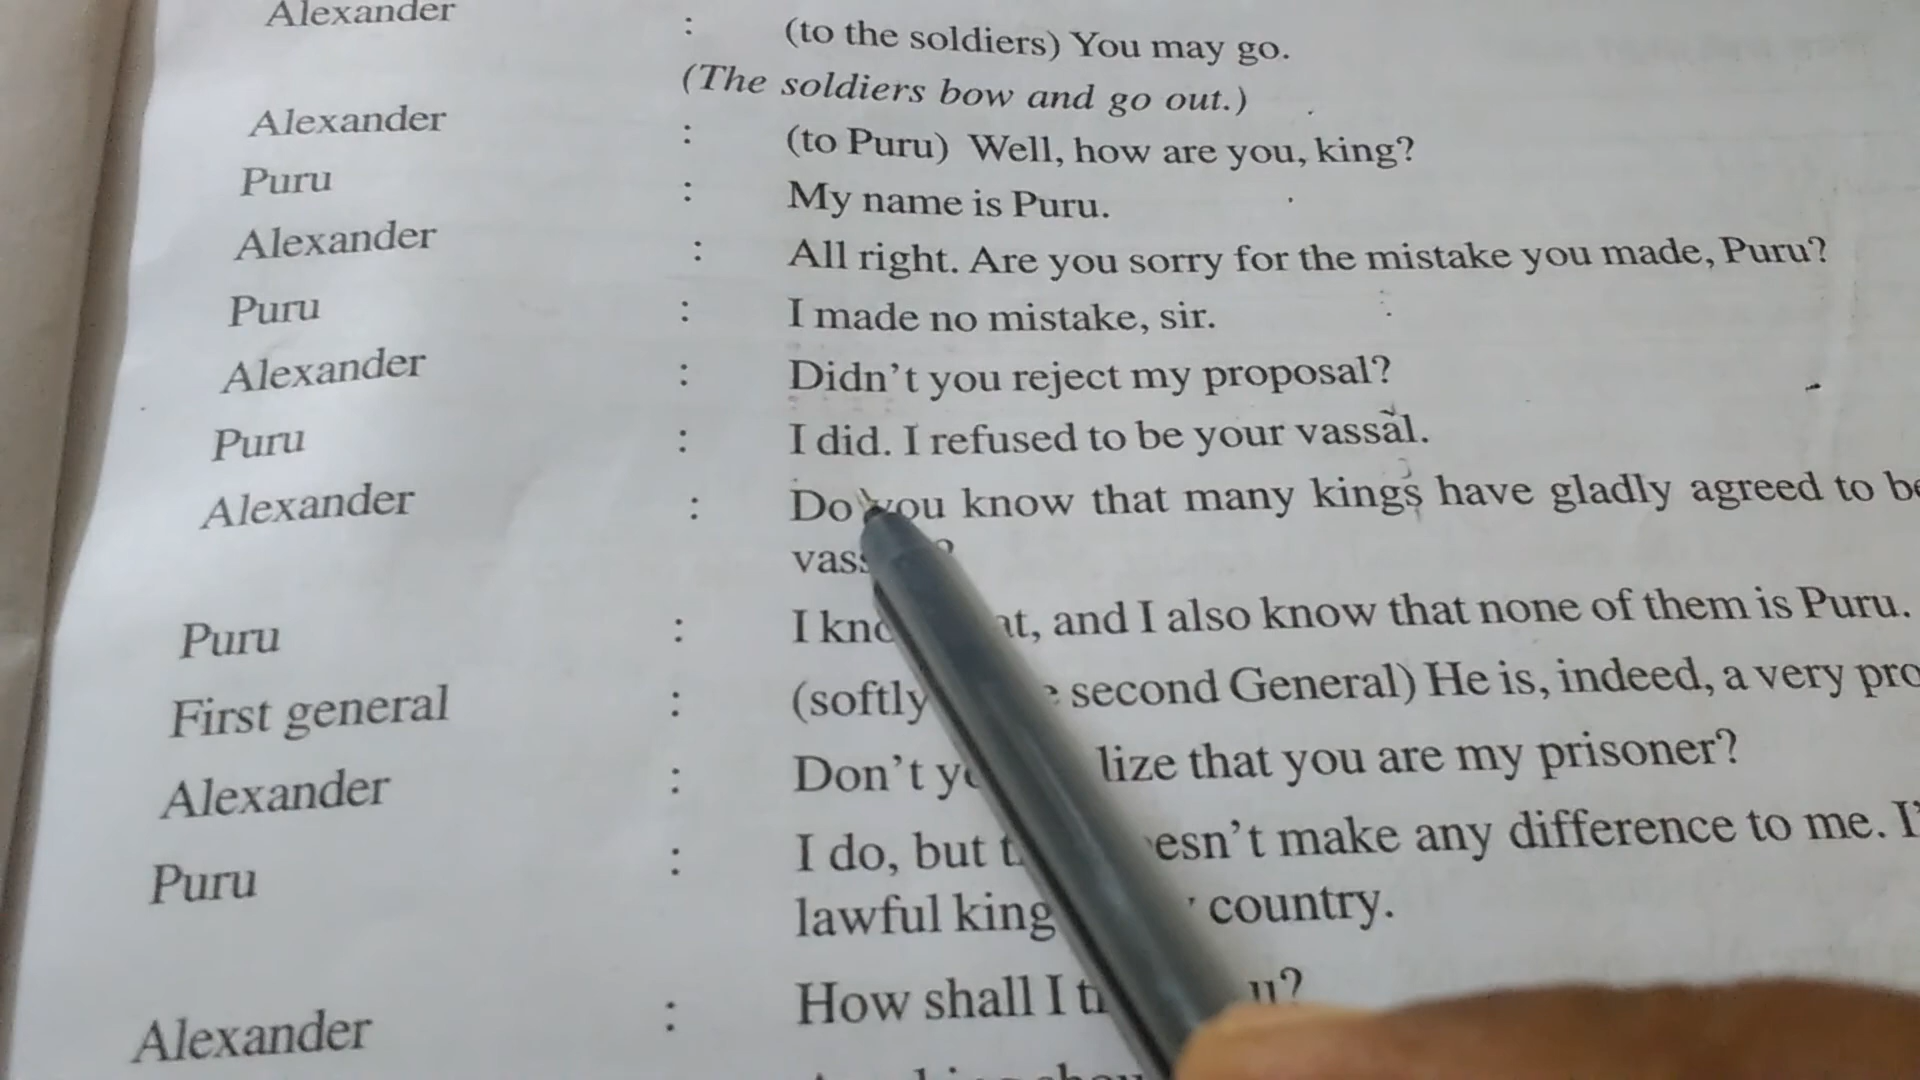 Alexander : (to the soldiers) You may go.
(The soldiers bow and go out.)
Alexander : (to Puru) Well, how are you, king?
Puru : My name is Puru.
Alexander : All right. Are you sorry for the mistake you made, Puru?
Puru : I made no mistake, sir.
Alexander : Didn't you reject my proposal?
Puru : I did. I refused to be your vassal.
Alexander : Do you know that many kings have gladly agreed to
Puru : I at, and I also know that none of them is Puru.
First general : (softly second General) He is, indeed, a very
Alexander : Don't that you are my prisoner?
Puru : I do, but esn't make any difference to me.
lawful king country.
Alexander : How shall I